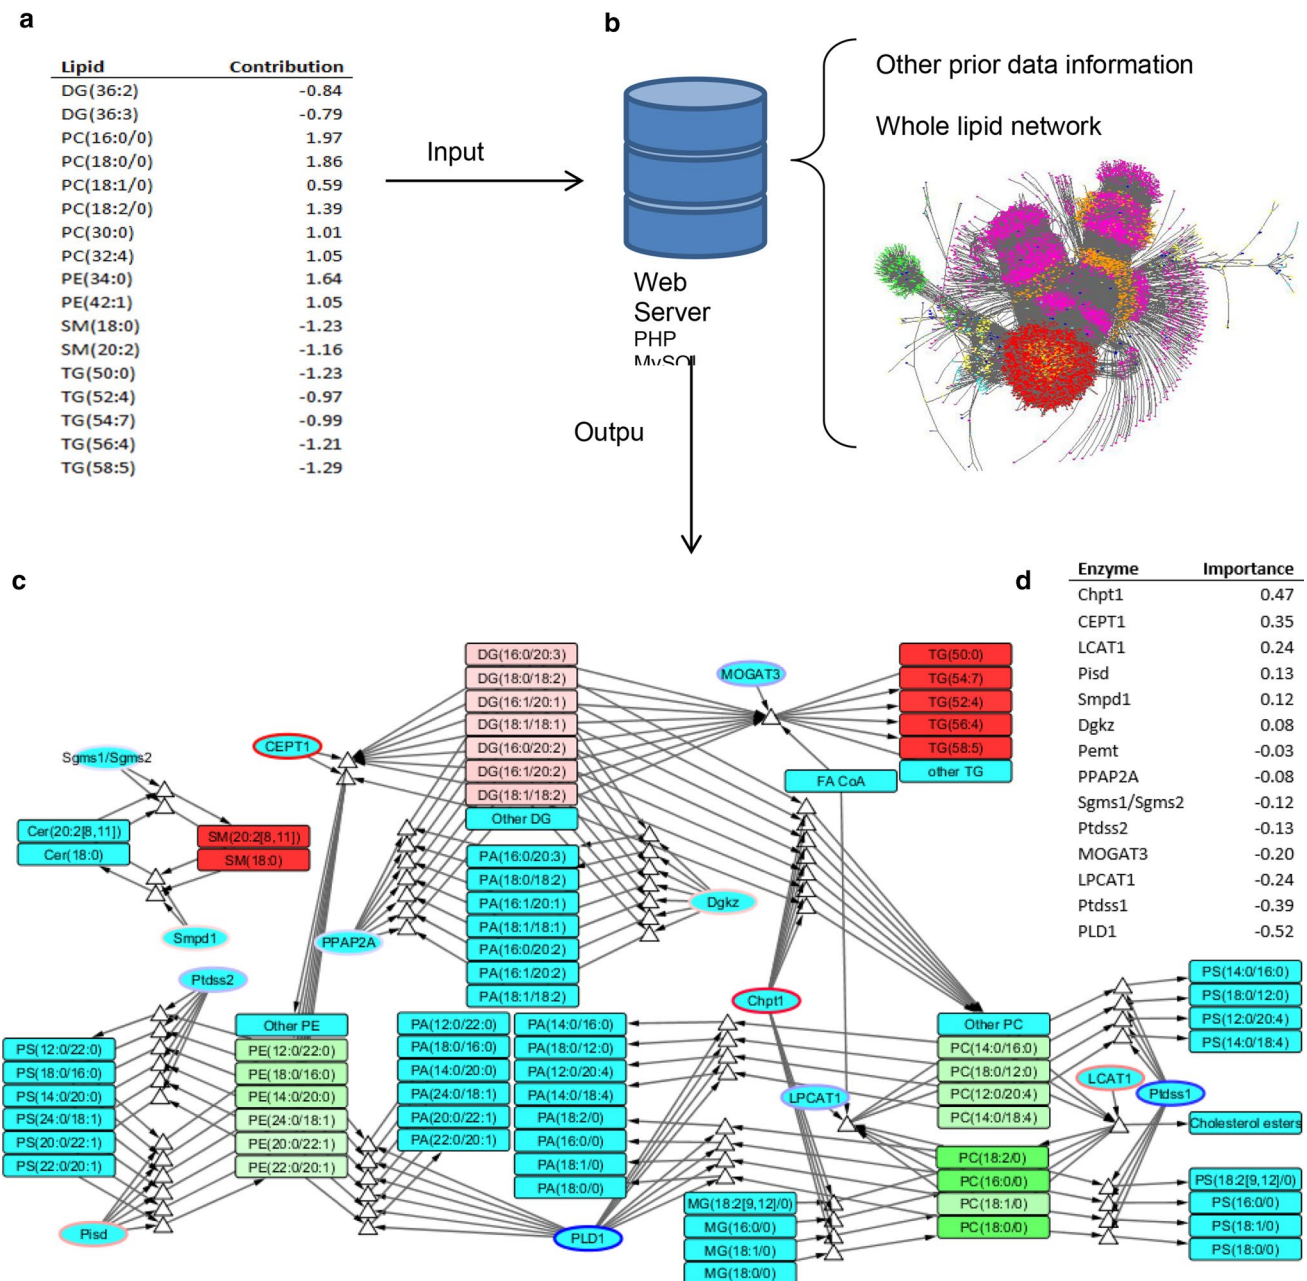 a
Lipid Contribution
DG(36:2) -0.84
DG(36:3) -0.79
PC(16:0/0) 1.97
PC(18:0/0) 1.86
PC(18:1/0) 0.59
PC(18:2/0) 1.39
PC(30:0) 1.01
PC(32:4) 1.05
PE(34:0) 1.64
PE(42:1) 1.05
SM(18:0) -1.23
SM(20:2) -1.16
TG(50:0) -1.23
TG(52:4) -0.97
TG(54:7) -0.99
TG(56:4) -1.21
TG(58:5) -1.29
Input
b
Web
Server
PHP
MySQL
Other prior data information
Whole lipid network
Outpu
c
Sgms1/Sgms2
Cer(20:2[8,11])
Cer(18:0)
SM(20:2[8,11])
SM(18:0)
Smpd1
CEPT1
DG(16:0/20:3)
DG(18:0/18:2)
DG(16:1/20:1)
DG(18:1/18:1)
DG(16:0/20:2)
DG(16:1/20:2)
DG(18:1/18:2)
Other DG
PA(16:0/20:3)
PA(18:0/18:2)
PA(16:1/20:1)
PA(18:1/18:1)
PA(16:0/20:2)
PA(16:1/20:2)
PA(18:1/18:2)
PPAP2A
Dgkz
MOGAT3
TG(50:0)
TG(54:7)
TG(52:4)
TG(56:4)
TG(58:5)
other TG
FA CoA
Chpt1
Ptdss2
PS(12:0/22:0)
PS(18:0/16:0)
PS(14:0/20:0)
PS(24:0/18:1)
PS(20:0/22:1)
PS(22:0/20:1)
Pisd
Other PE
PE(12:0/22:0)
PE(18:0/16:0)
PE(14:0/20:0)
PE(24:0/18:1)
PE(20:0/22:1)
PE(22:0/20:1)
PA(12:0/22:0)
PA(18:0/16:0)
PA(14:0/20:0)
PA(24:0/18:1)
PA(20:0/22:1)
PA(22:0/20:1)
PA(14:0/16:0)
PA(18:0/12:0)
PA(12:0/20:4)
PA(14:0/18:4)
PA(18:2/0)
PA(16:0/0)
PA(18:1/0)
PA(18:0/0)
PLD1
MG(18:2[9,12]/0)
MG(16:0/0)
MG(18:1/0)
MG(18:0/0)
LPCAT1
Other PC
PC(14:0/16:0)
PC(18:0/12:0)
PC(12:0/20:4)
PC(14:0/18:4)
PC(18:2/0)
PC(16:0/0)
PC(18:1/0)
PC(18:0/0)
LCAT1
Ptdss1
PS(14:0/16:0)
PS(18:0/12:0)
PS(12:0/20:4)
PS(14:0/18:4)
Cholesterol esters
PS(18:2[9,12]/0)
PS(16:0/0)
PS(18:1/0)
PS(18:0/0)
d
Enzyme Importance
Chpt1 0.47
CEPT1 0.35
LCAT1 0.24
Pisd 0.13
Smpd1 0.12
Dgkz 0.08
Pemt -0.03
PPAP2A -0.08
Sgms1/Sgms2 -0.12
Ptdss2 -0.13
MOGAT3 -0.20
LPCAT1 -0.24
Ptdss1 -0.39
PLD1 -0.52